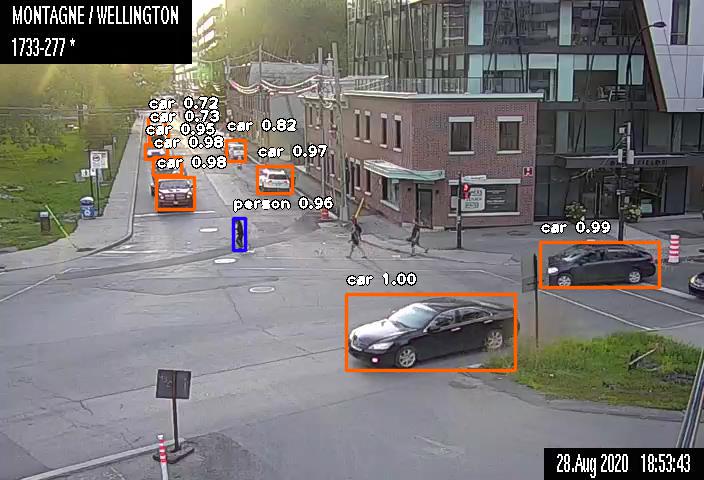 MONTAGNE / WELLINGTON
1733-277 *
car 0.72
car 0.73
car 0.95
car 0.98
car 0.98
car 0.82
car 0.97
person 0.96
car 0.99
car 1.00
28.Aug 2020 18:53:43